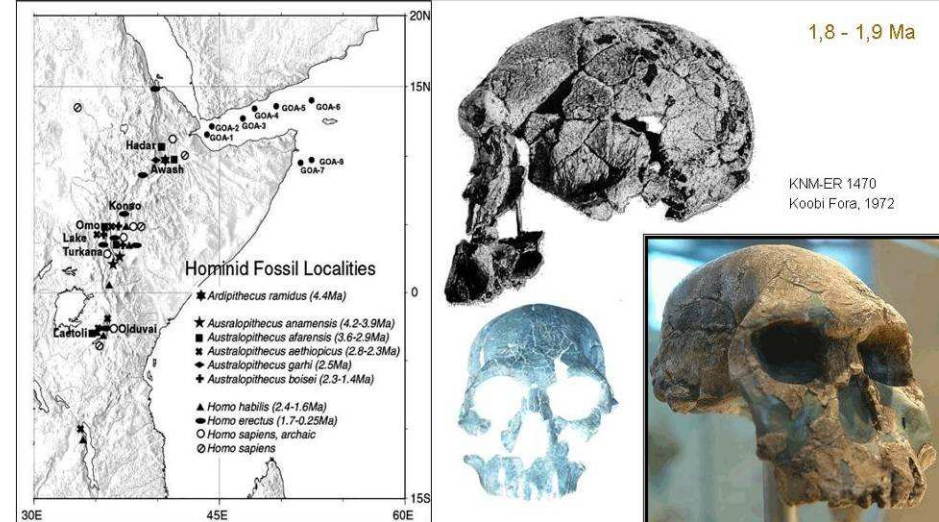 20N
15N
GOA-6
GOA-5
GOA-4
GOA-2
GOA-3
GOA-1
Hadar
Awash
GOA-8
GOA-7
Konso
Omo
Lake
Turkana
Hominid Fossil Localities
Ardipithecus ramidus (4.4Ma)
0
Ausralopithecus anamensis (4.2-3.9Ma)
Olduvai
Laetoli
Australopithecus afarensis (3.6-2.9Ma)
Australopithecus aethiopicus (2.8-2.3Ma)
Australopithecus garhi (2.5Ma)
Australopithecus boisei (2.3-1.4Ma)
Homo habilis (2.4-1.6Ma)
Homo erectus (1.7-0.25Ma)
Homo sapiens, archaic
Homo sapiens
15S
30E
45E
60E
1,8 - 1,9 Ma
KNM-ER 1470
Koobi Fora, 1972